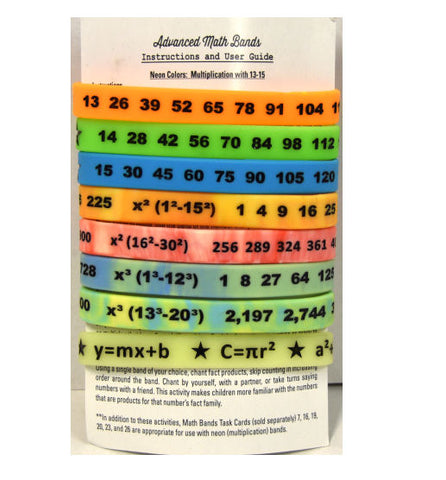 Advanced Math Bands
Instructions and User Guide
Neon Colors: Multiplication with 13-15
13 26 39 52 65 78 91 104
★ 14 28 42 56 70 84 98 112
15 30 45 60 75 90 105 120
225 x² (1²-15²) 1 4 9 16 25
00 x² (16²-30²) 256 289 324 361
728 x³ (1³-12³) 1 8 27 64 125
00 x³ (13³-20³) 2,197 2,744
★ y=mx+b ★ C=πr² ★ a²+
Using a single band of your choice, chant fact products, skip counting in increasing
order around the band. Chant by yourself, with a partner, or take turns saying
numbers with a friend. This activity makes children more familiar with the numbers
that are products for that number's fact family.
**In addition to these activities, Math Bands Task Cards (sold separately) 7, 16, 19,
20, 23, and 26 are appropriate for use with neon (multiplication) bands.